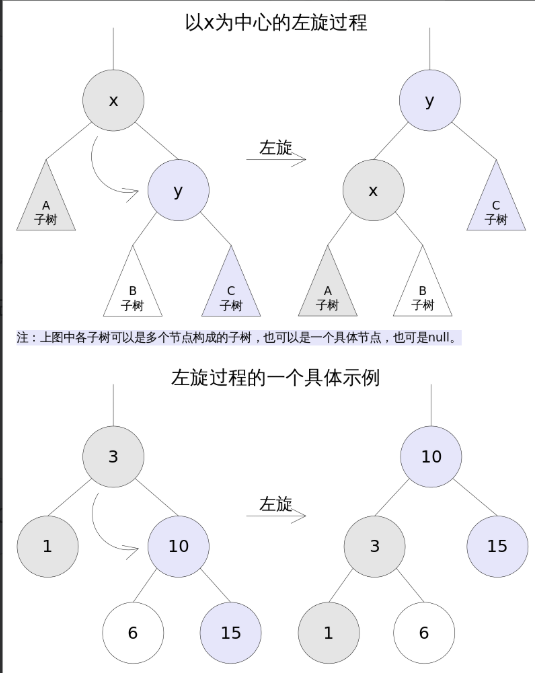 以x为中心的左旋过程
x
y
左旋
y
x
A
子树
C
子树
B
子树
C
子树
A
子树
B
子树
注：上图中各子树可以是多个节点构成的子树，也可以是一个具体节点，也可是null。
左旋过程的一个具体示例
3
10
左旋
1
10
3
15
6
15
1
6